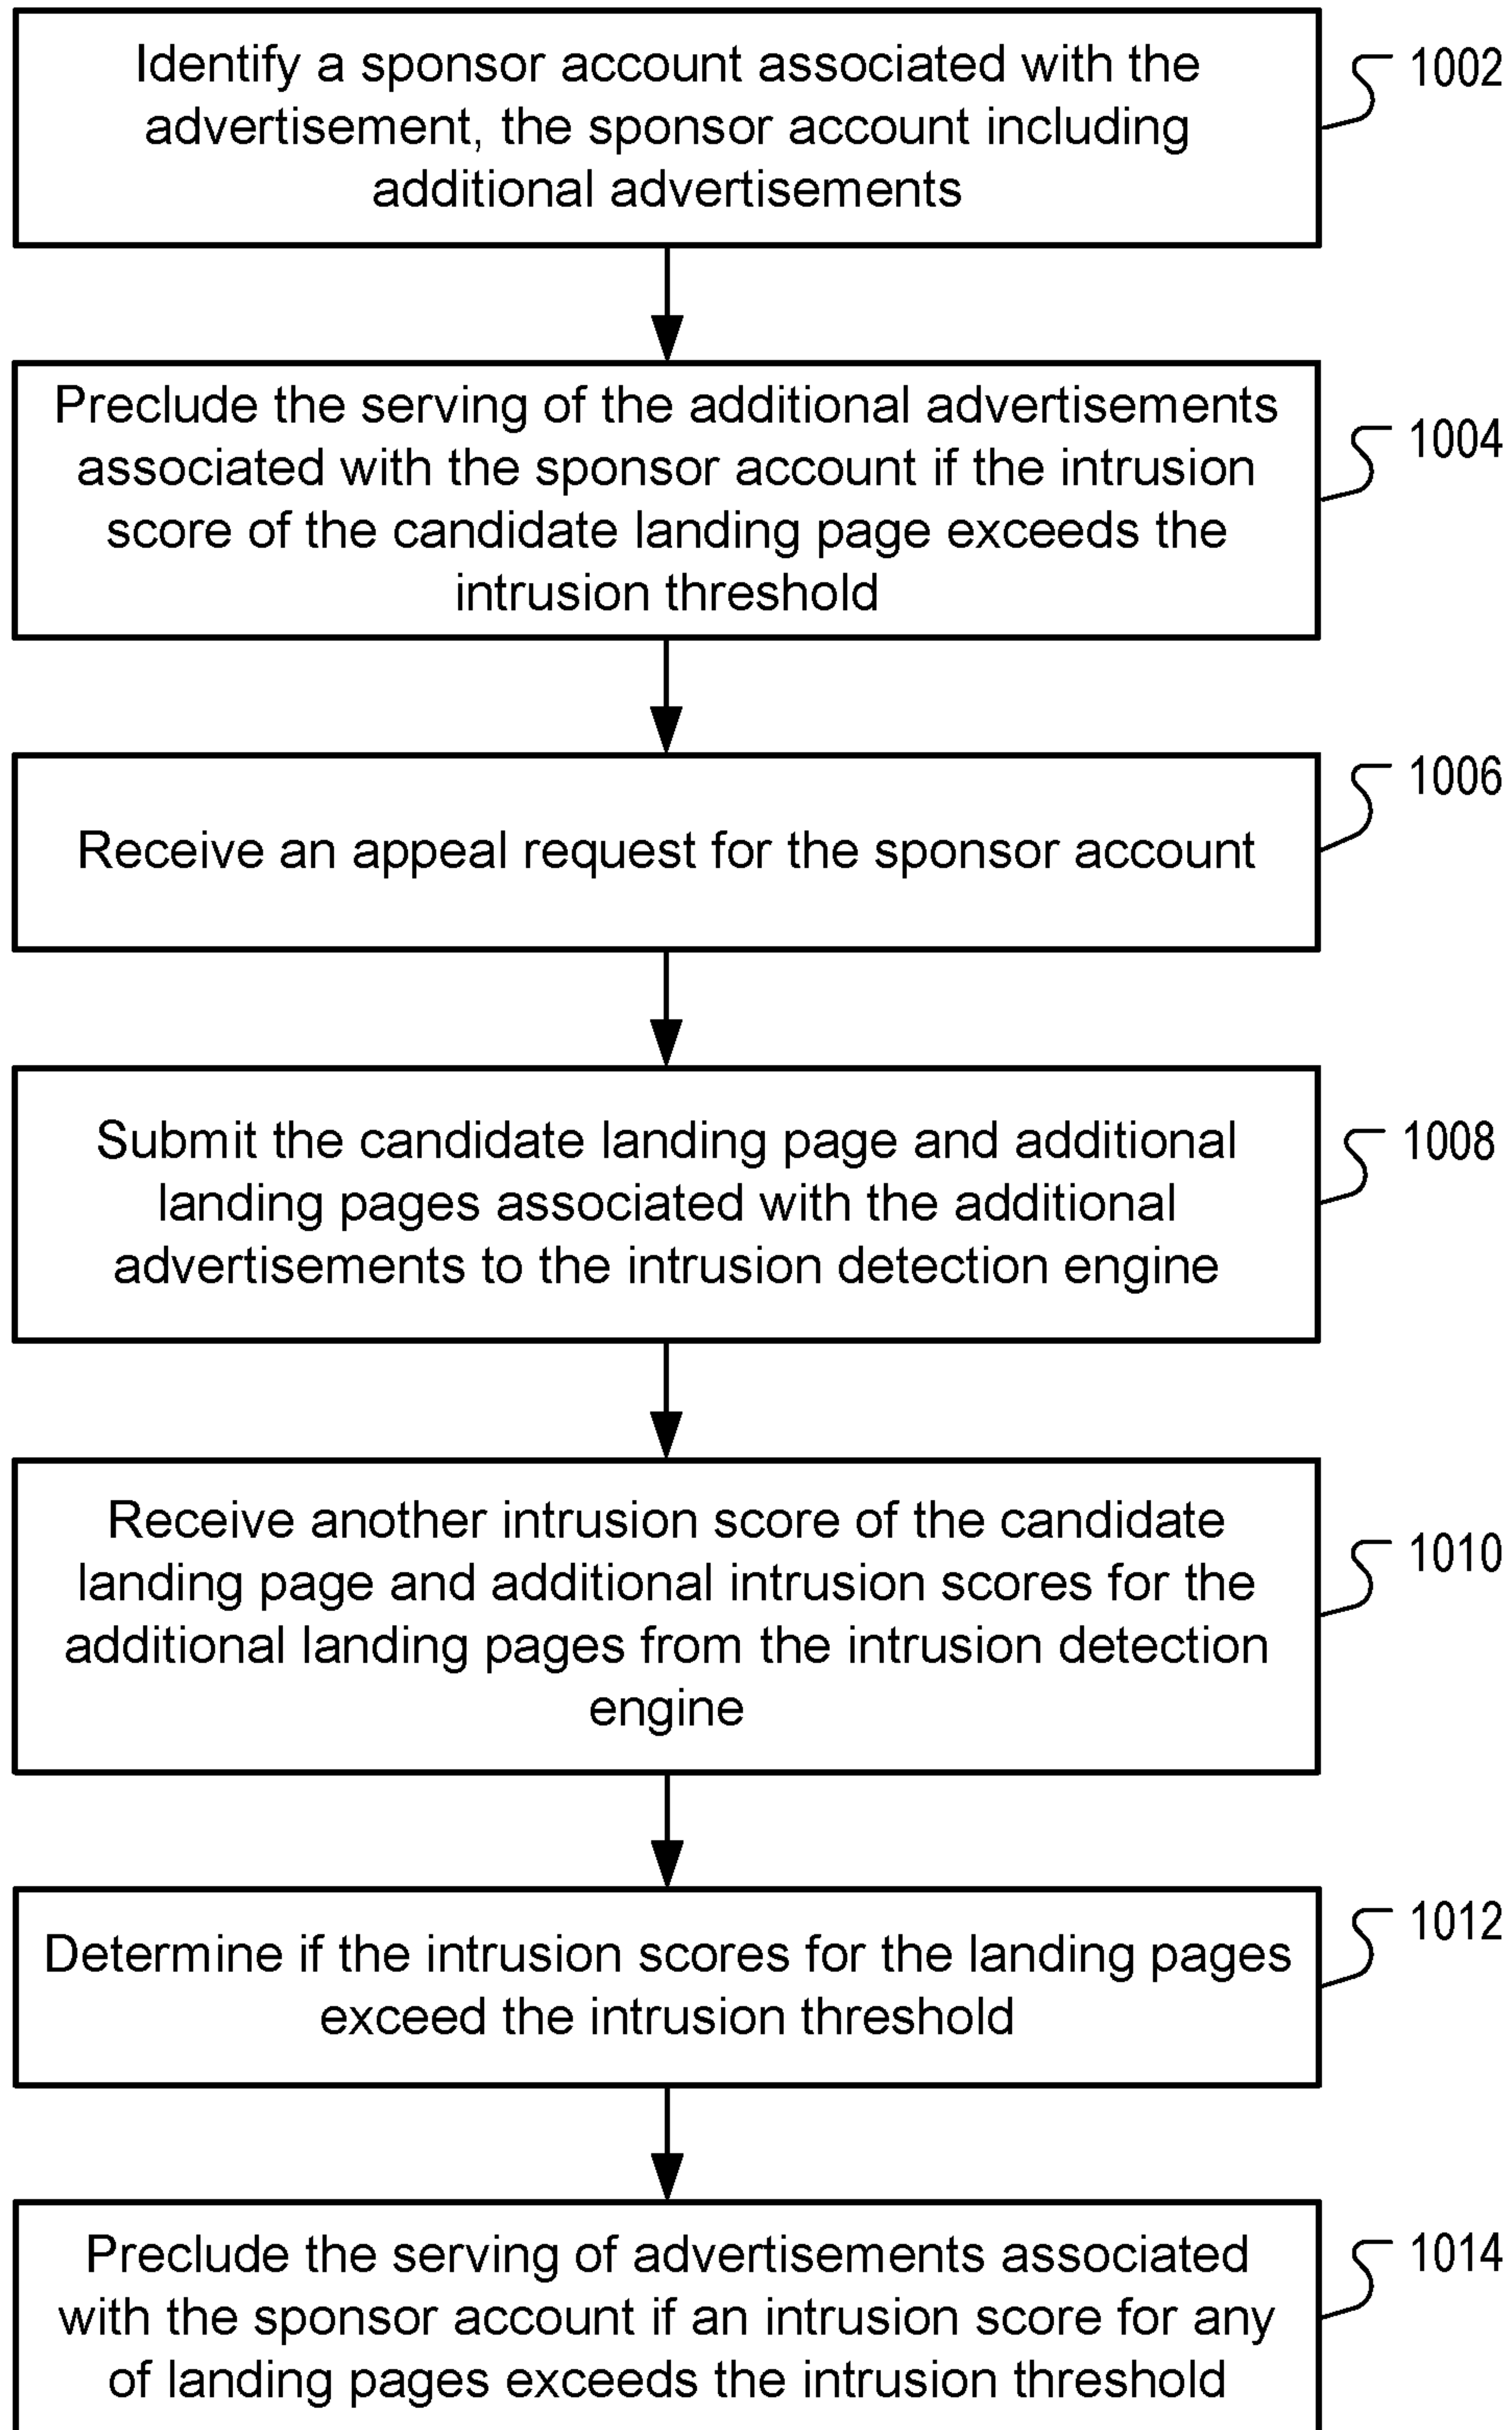 Identify a sponsor account associated with the
advertisement, the sponsor account including
additional advertisements
1002
Preclude the serving of the additional advertisements
associated with the sponsor account if the intrusion
score of the candidate landing page exceeds the
intrusion threshold
1004
Receive an appeal request for the sponsor account
1006
Submit the candidate landing page and additional
landing pages associated with the additional
advertisements to the intrusion detection engine
1008
Receive another intrusion score of the candidate
landing page and additional intrusion scores for the
additional landing pages from the intrusion detection
engine
1010
Determine if the intrusion scores for the landing pages
exceed the intrusion threshold
1012
Preclude the serving of advertisements associated
with the sponsor account if an intrusion score for any
of landing pages exceeds the intrusion threshold
1014